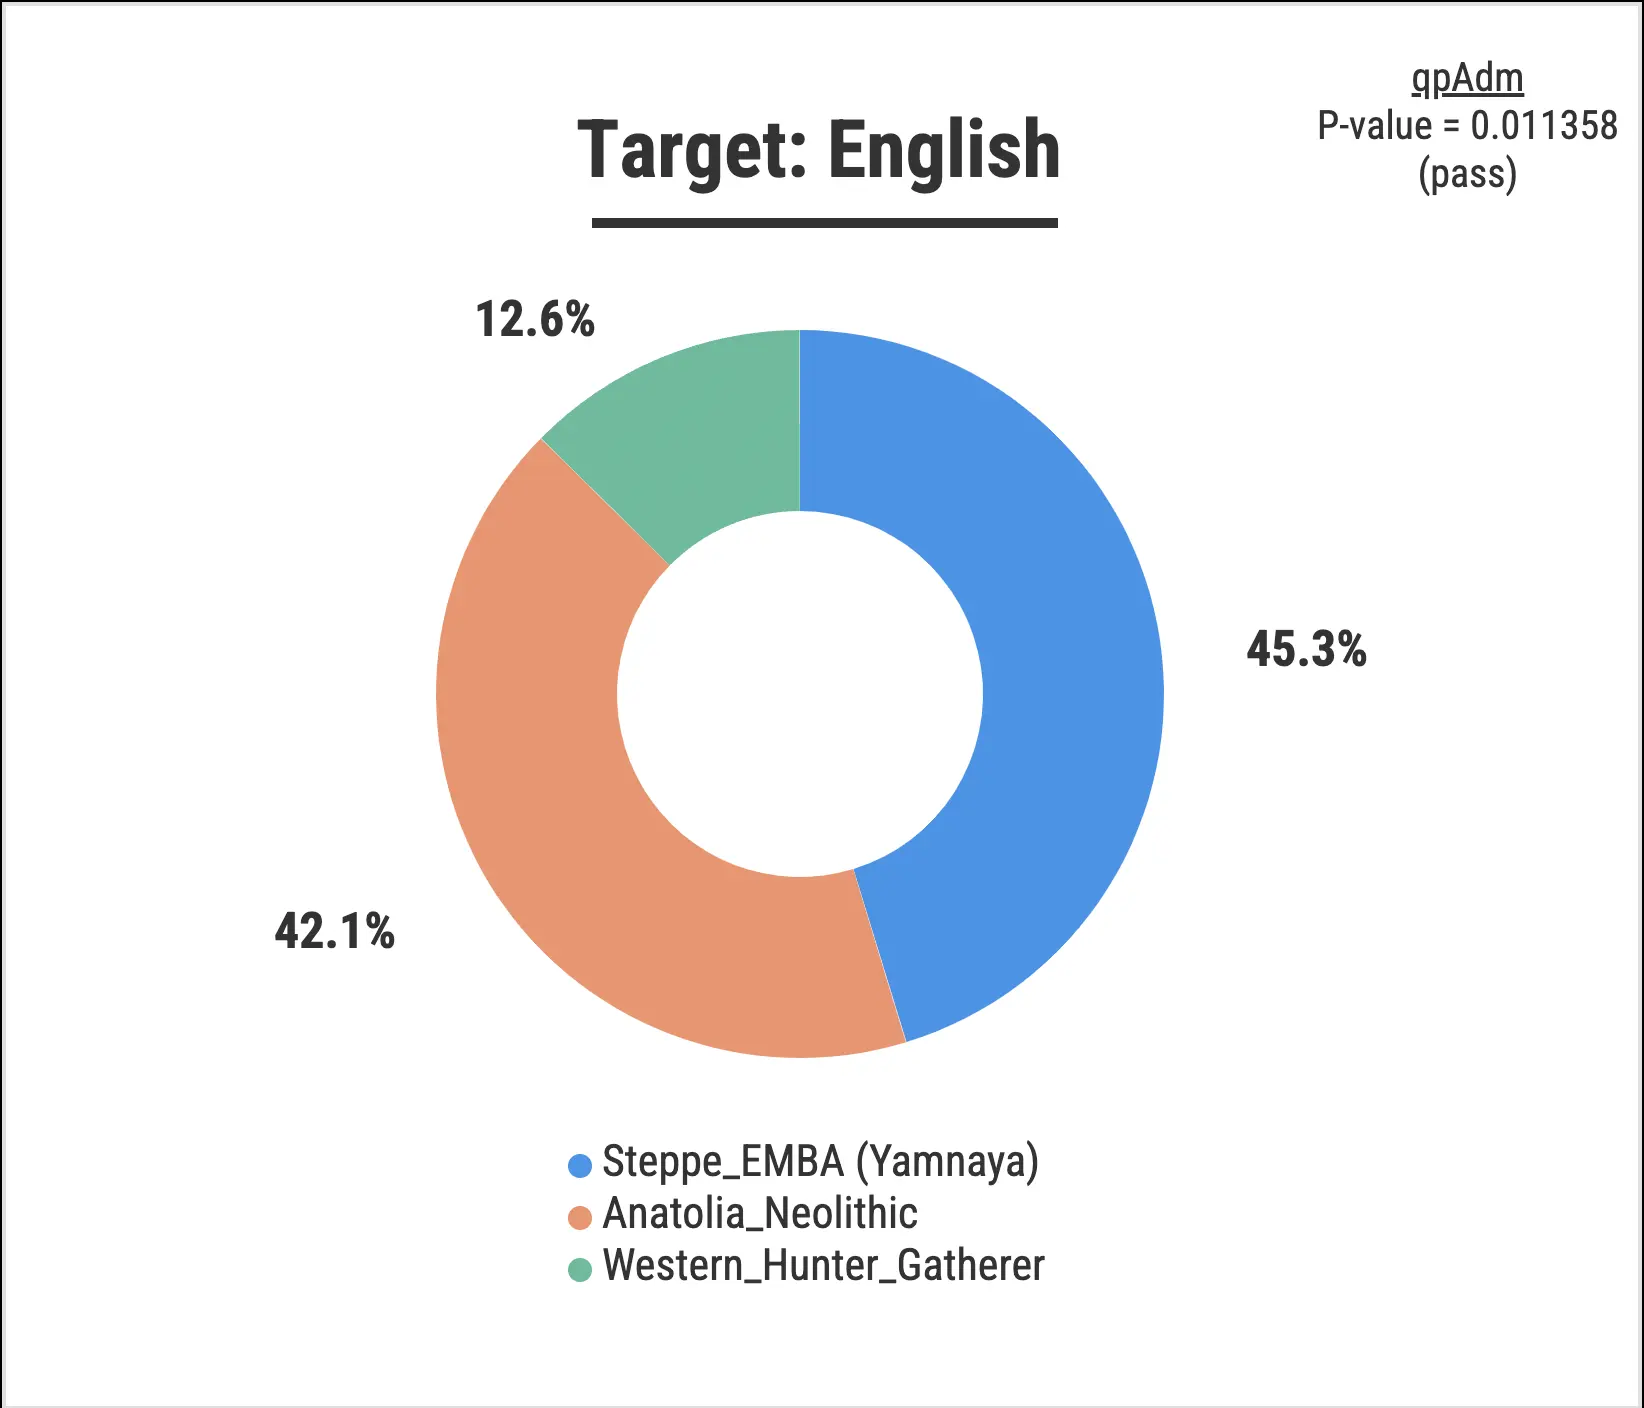 qpAdm
P-value = 0.011358
(pass)
Target: English
12.6%
45.3%
42.1%
Steppe_EMBA (Yamnaya)
Anatolia_Neolithic
Western_Hunter_Gatherer